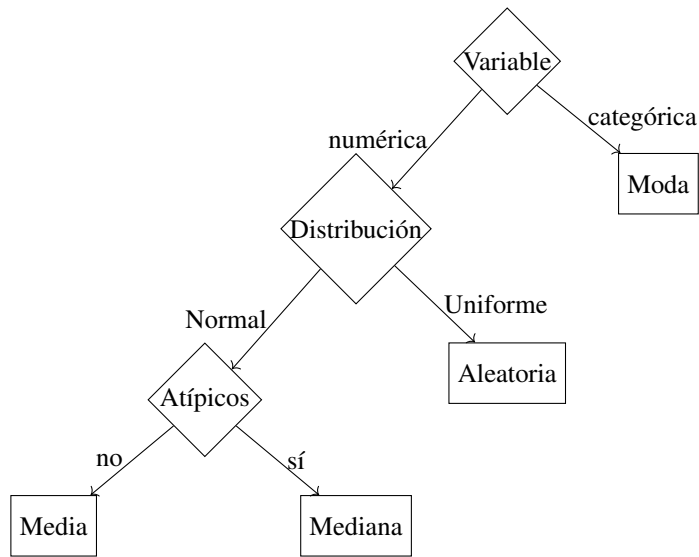 Variable
categórica
numérica
Moda
Distribución
Uniforme
Normal
Aleatoria
Atípicos
no
sí
Media
Mediana